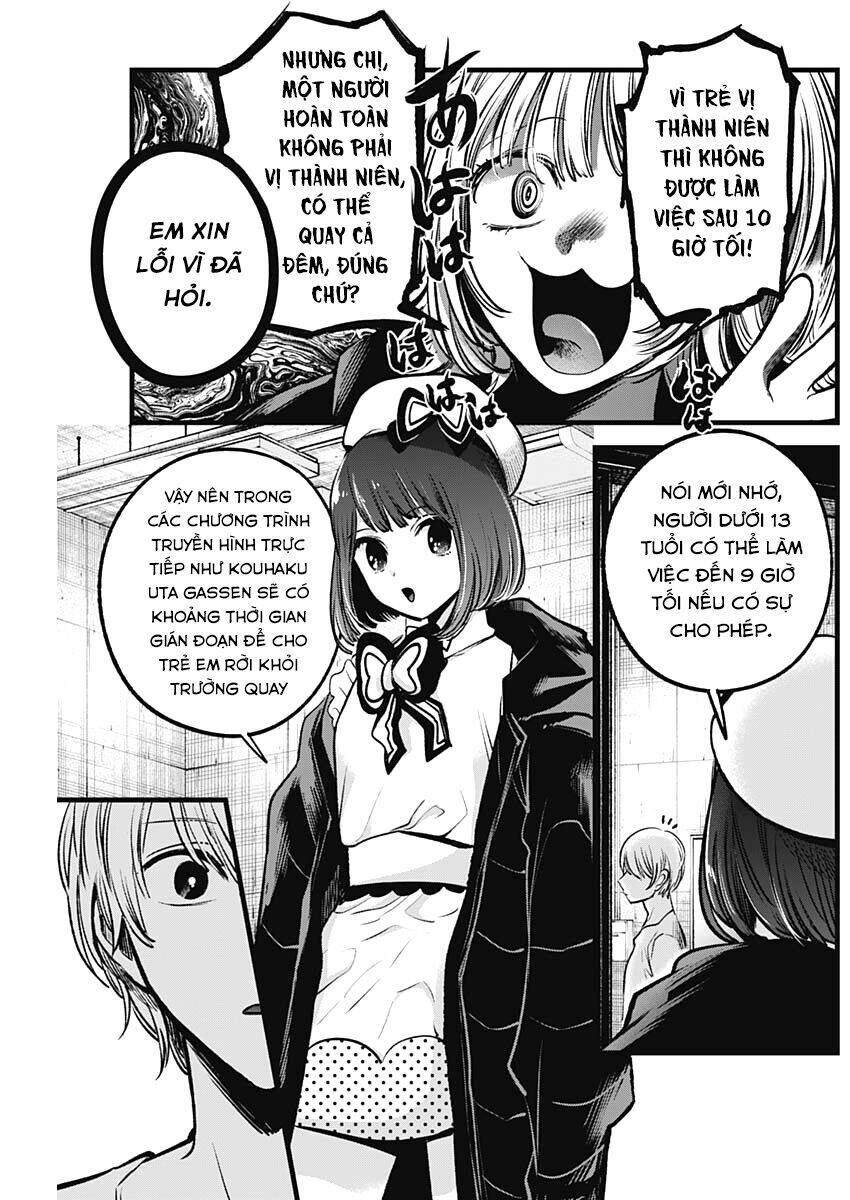 VÌ TRẺ VỊ
THÀNH NIÊN
THÌ KHÔNG
ĐƯỢC LÀM
VIỆC SAU 10
GIỜ TỐI!
NHƯNG CHỊ,
MỘT NGƯỜI
HOÀN TOÀN
KHÔNG PHẢI
VỊ THÀNH NIÊN,
CÓ THỂ
QUAY CẢ
ĐÊM, ĐÚNG
CHỨ?
あはは
はははは
はは
EM XIN
LỖI VÌ ĐÃ
HỎI.
NÓI MỚI NHỚ,
NGƯỜI DƯỚI 13
TUỔI CÓ THỂ LÀM
VIỆC ĐẾN 9 GIỜ
TỐI NẾU CÓ SỰ
CHO PHÉP.
VẬY NÊN TRONG
CÁC CHƯƠNG TRÌNH
TRUYỀN HÌNH TRỰC
TIẾP NHƯ KOUHAKU
UTA GASSEN SẼ CÓ
KHOẢNG THỜI GIAN
GIÁN ĐOẠN ĐỂ CHO
TRẺ EM RỜI KHỎI
TRƯỜNG QUAY